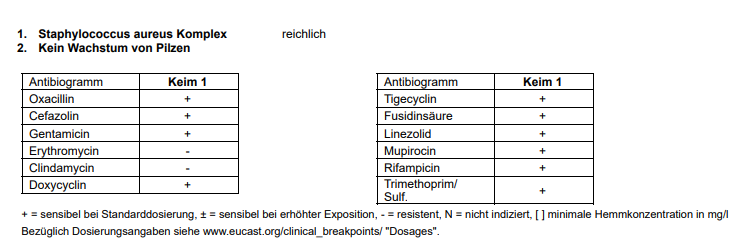 1. Staphylococcus aureus Komplex reichlich
2. Kein Wachstum von Pilzen
Antibiogramm Keim 1
Oxacillin +
Cefazolin +
Gentamicin +
Erythromycin -
Clindamycin -
Doxycyclin +
Antibiogramm Keim 1
Tigecyclin +
Fusidinsäure +
Linezolid +
Mupirocin +
Rifampicin +
Trimethoprim/
Sulf. +
+ = sensibel bei Standarddosierung, ± = sensibel bei erhöhter Exposition, - = resistent, N = nicht indiziert, [ ] minimale Hemmkonzentration in mg/l
Bezüglich Dosierungsangaben siehe www.eucast.org/clinical_breakpoints/ "Dosages".